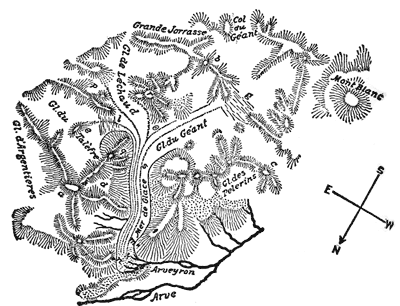 Grande Jorrasse
Col
du
Géant
Mont Blanc
Gl. de Lechaud
Gl. du
Talèfre
Gl. d'Argentieres
Gl. du Géant
Mer de Glace
Gl. des
Pelerins
Arveyron
Arve
S
E
W
N